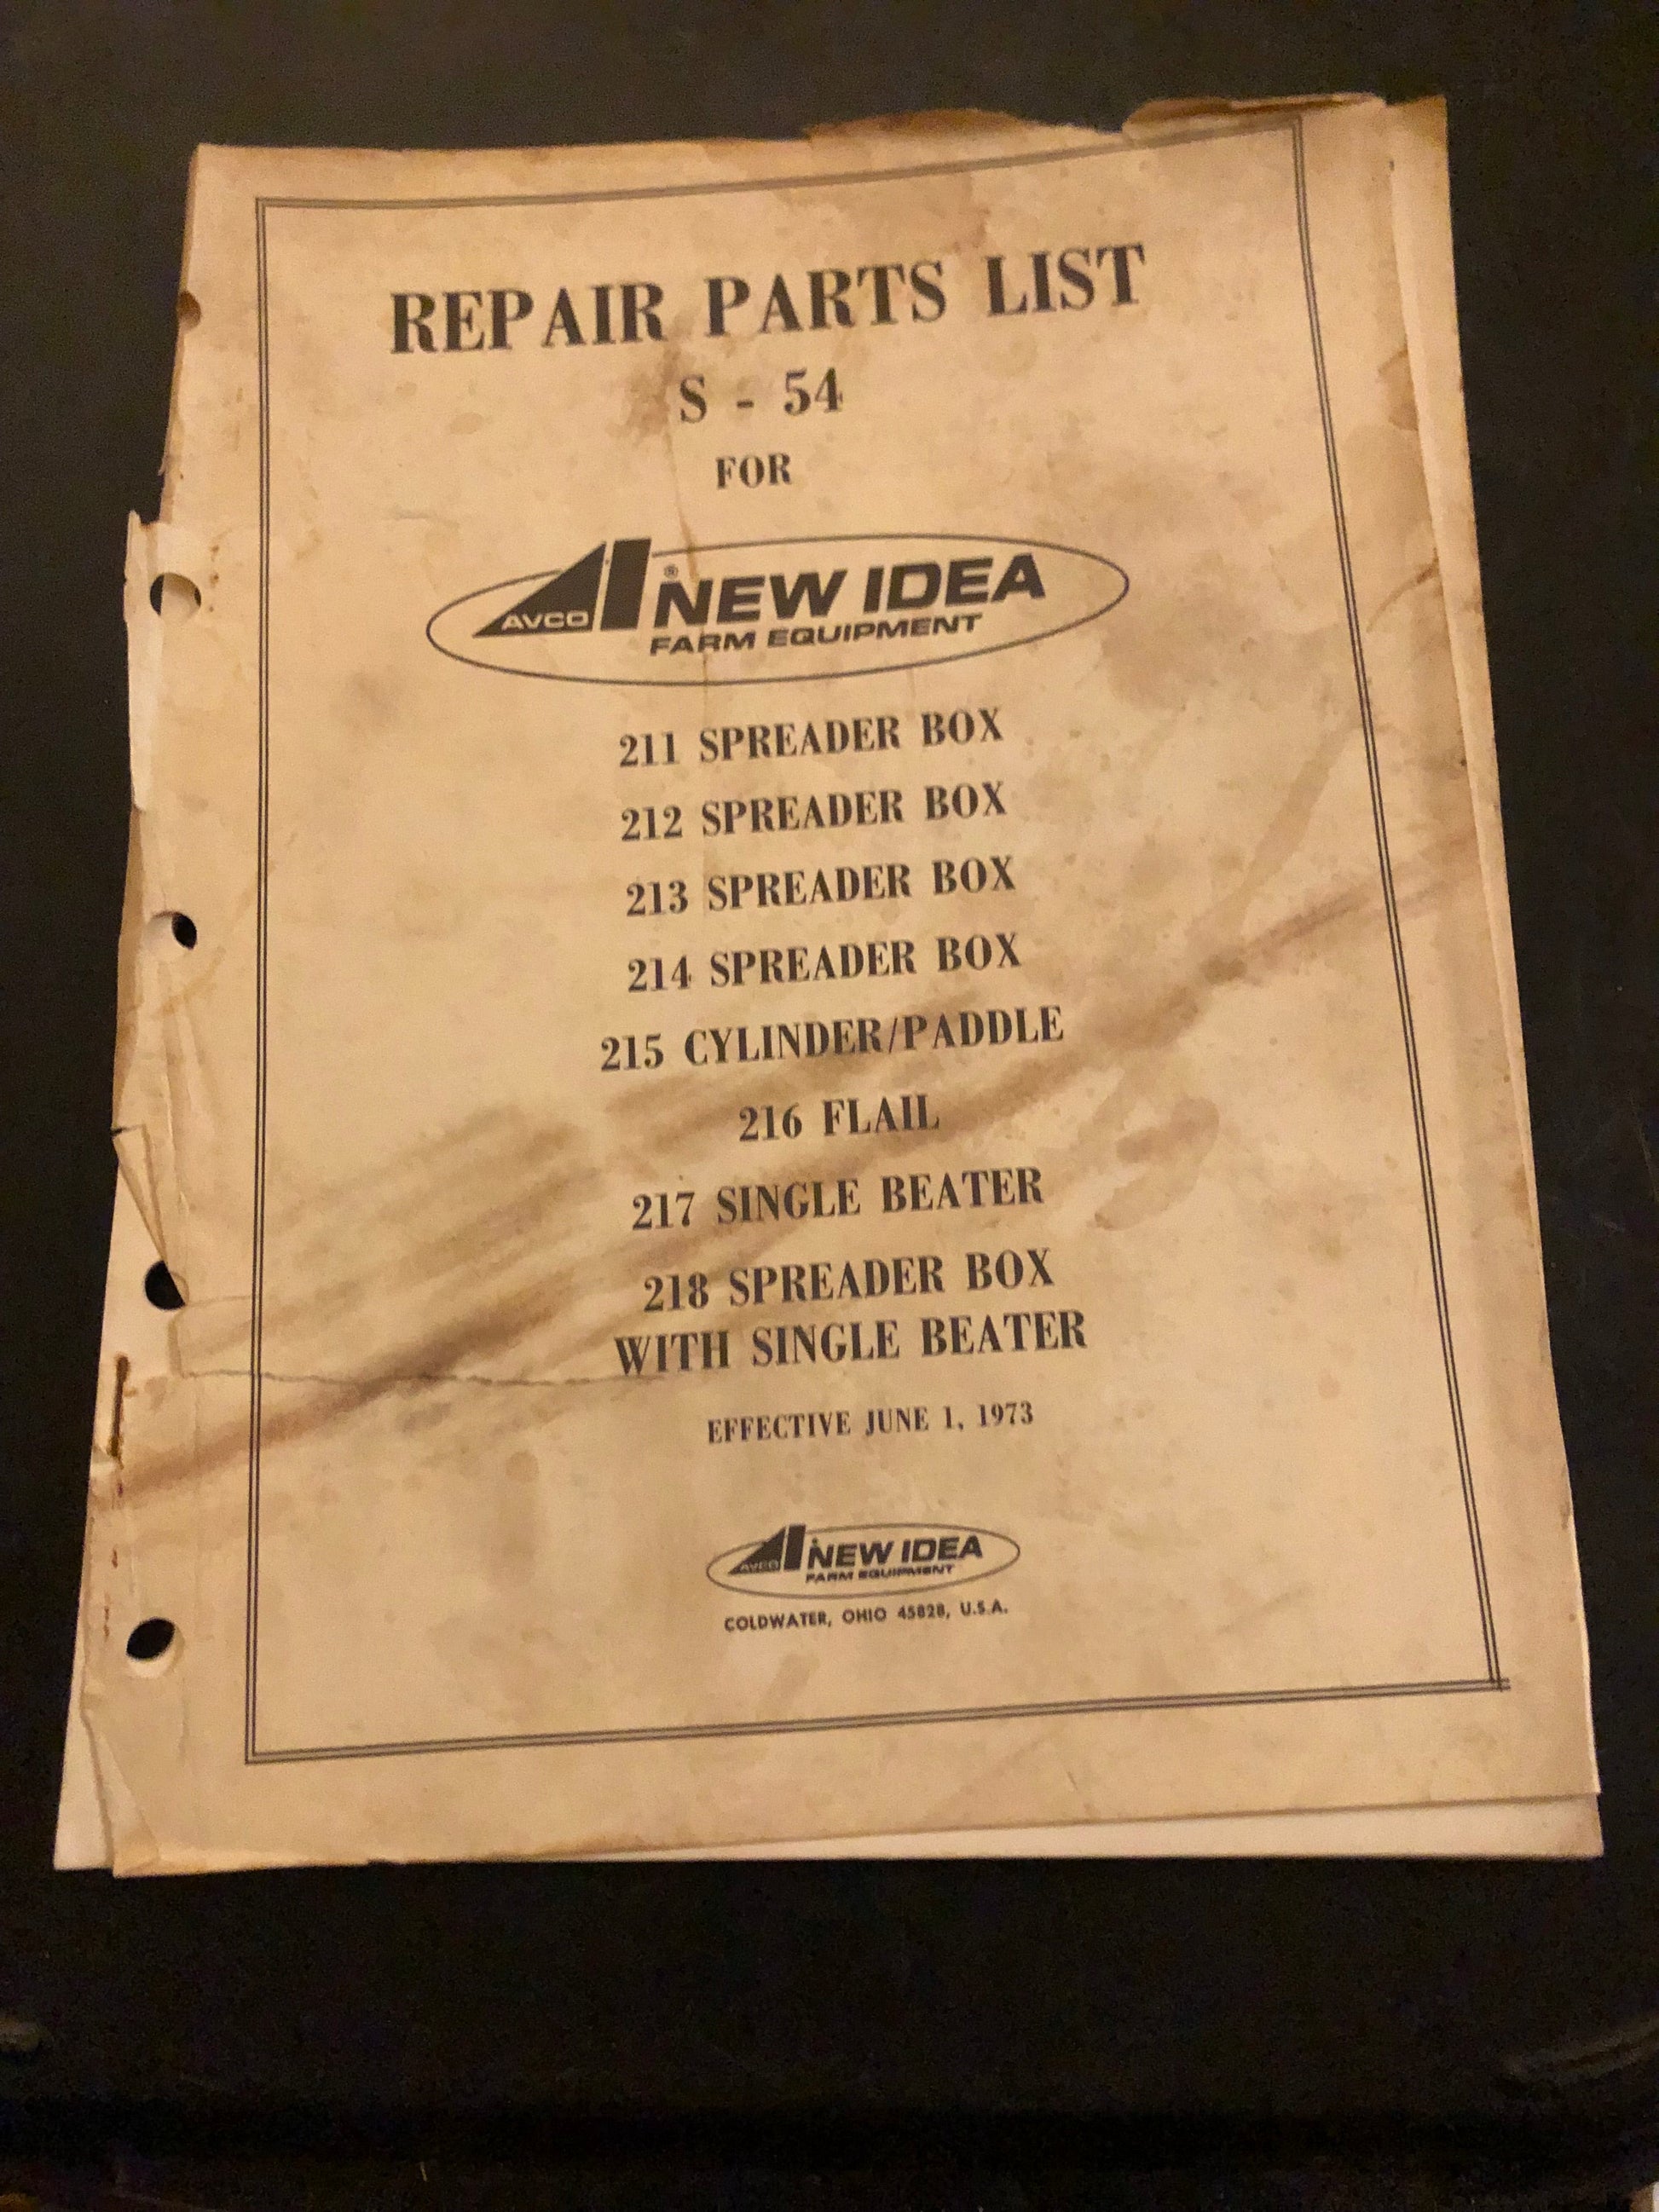 REPAIR PARTS LIST
S - 54
FOR
AVCO ® NEW IDEA
FARM EQUIPMENT
211 SPREADER BOX
212 SPREADER BOX
213 SPREADER BOX
214 SPREADER BOX
215 CYLINDER/PADDLE
216 FLAIL
217 SINGLE BEATER
218 SPREADER BOX
WITH SINGLE BEATER
EFFECTIVE JUNE 1, 1973
AVCO NEW IDEA
FARM EQUIPMENT
COLDWATER, OHIO 45828, U.S.A.